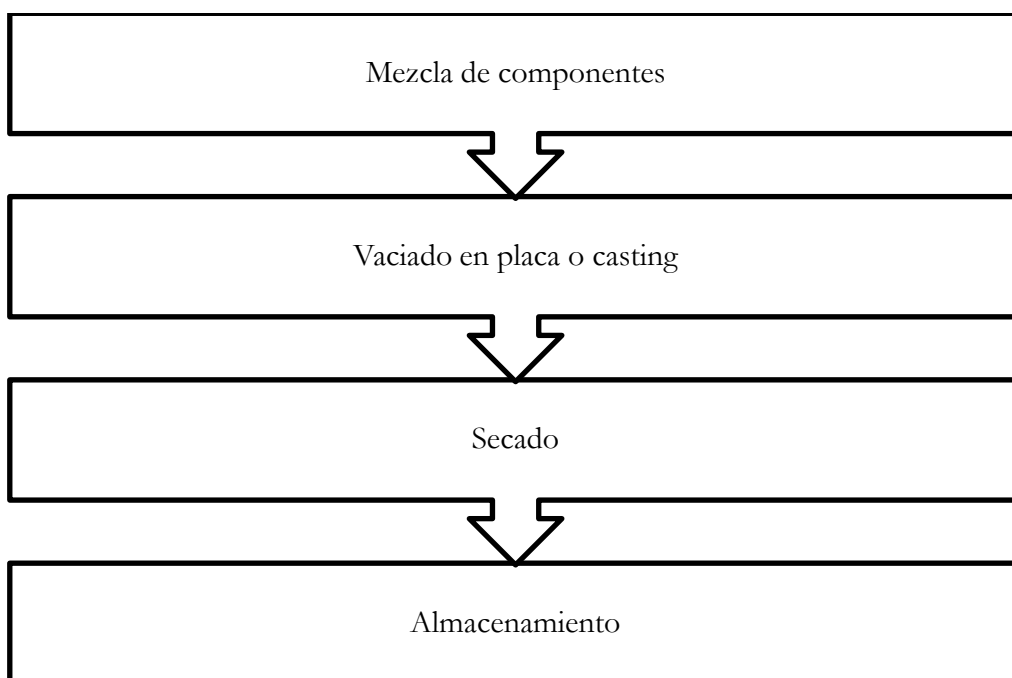 Mezcla de componentes
Vaciado en placa o casting
Secado
Almacenamiento